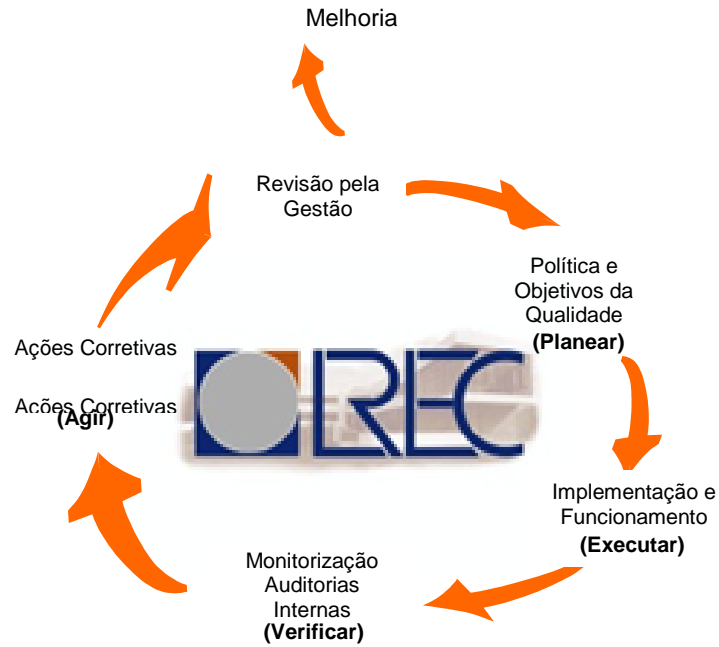 Melhoria
Revisão pela
Gestão
Política e
Objetivos da
Qualidade
(Planear)
Implementação e
Funcionamento
(Executar)
Monitorização
Auditorias
Internas
(Verificar)
Ações Corretivas
Ações Corretivas
(Agir)
LREC